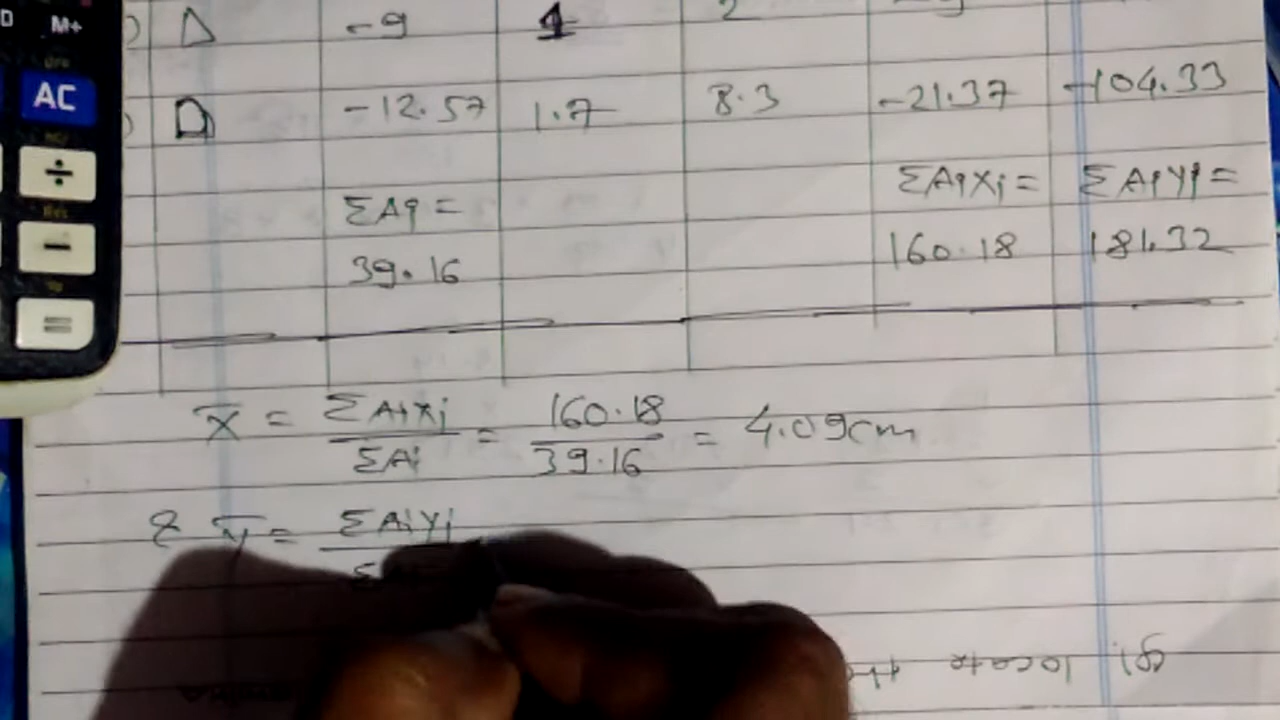 M+
-9 1 2
AC
-12.57 1.7 8.3 -21.37 -104.33
÷
ΣAi = ΣAiXi = ΣAiYi =
39.16 160.18 181.32
−
=
x̄ = ΣAiXi / ΣAi = 160.18 / 39.16 = 4.09cm
& ȳ = ΣAiYi / Σ
Q) locate